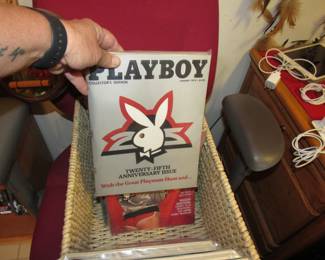 PLAYBOY
COLLECTOR'S EDITION
TWENTY-FIFTH
ANNIVERSARY ISSUE
With the Great Playmate Hunt and...